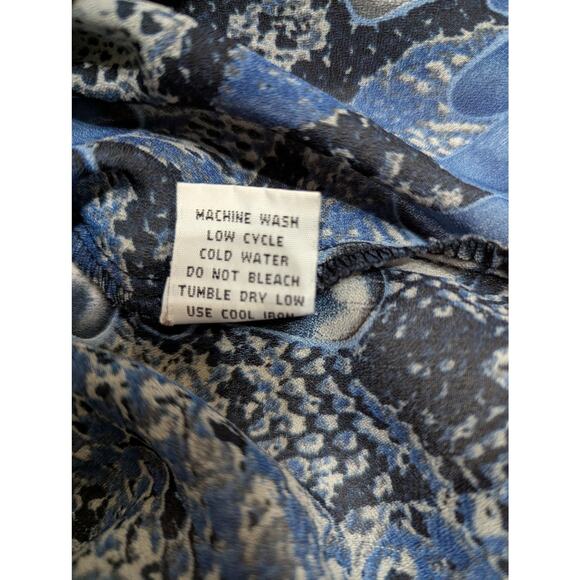 MACHINE WASH
LOW CYCLE
COLD WATER
DO NOT BLEACH
TUMBLE DRY LOW
USE COOL IRON